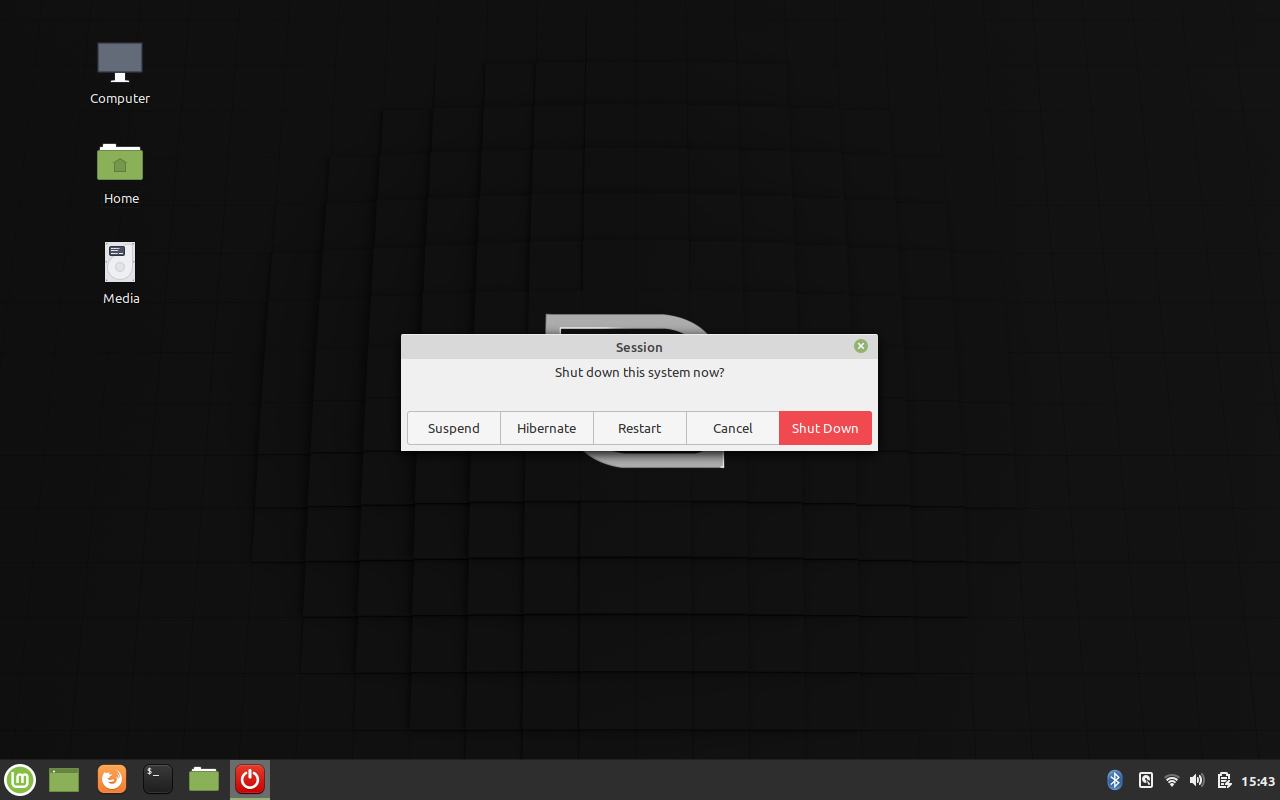 Computer
Home
Media
Session
Shut down this system now?
Suspend
Hibernate
Restart
Cancel
Shut Down
$_
15:43